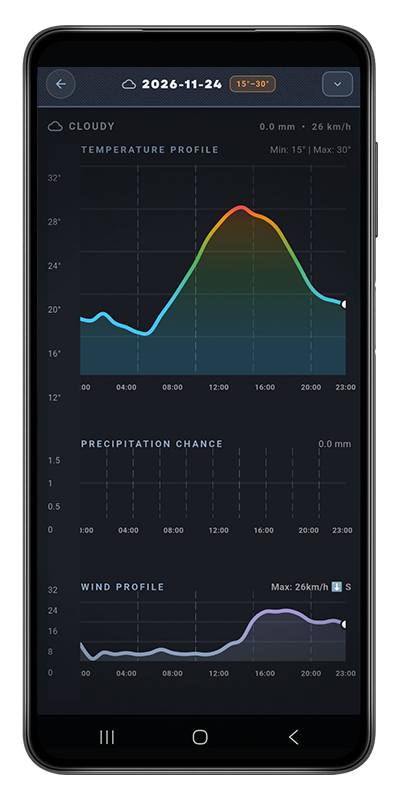 2026-11-24 15°–30°
CLOUDY 0.0 mm • 26 km/h
TEMPERATURE PROFILE Min: 15° | Max: 30°
32°
28°
24°
20°
16°
12°
:00 04:00 08:00 12:00 16:00 20:00 23:00
PRECIPITATION CHANCE 0.0 mm
1.5
1
0.5
0
0:00 04:00 08:00 12:00 16:00 20:00 23:00
WIND PROFILE Max: 26km/h ⬇️ S
32
24
16
8
0
:00 04:00 08:00 12:00 16:00 20:00 23:00